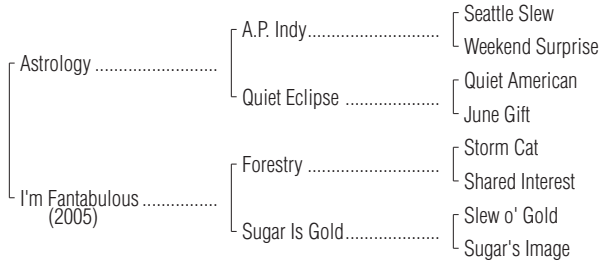 Seattle Slew
A.P. Indy..............................
Weekend Surprise
Astrology ............................
Quiet American
Quiet Eclipse ......................
June Gift
Storm Cat
Forestry ..............................
Shared Interest
I'm Fantabulous .................
(2005)
Slew o' Gold
Sugar Is Gold......................
Sugar's Image